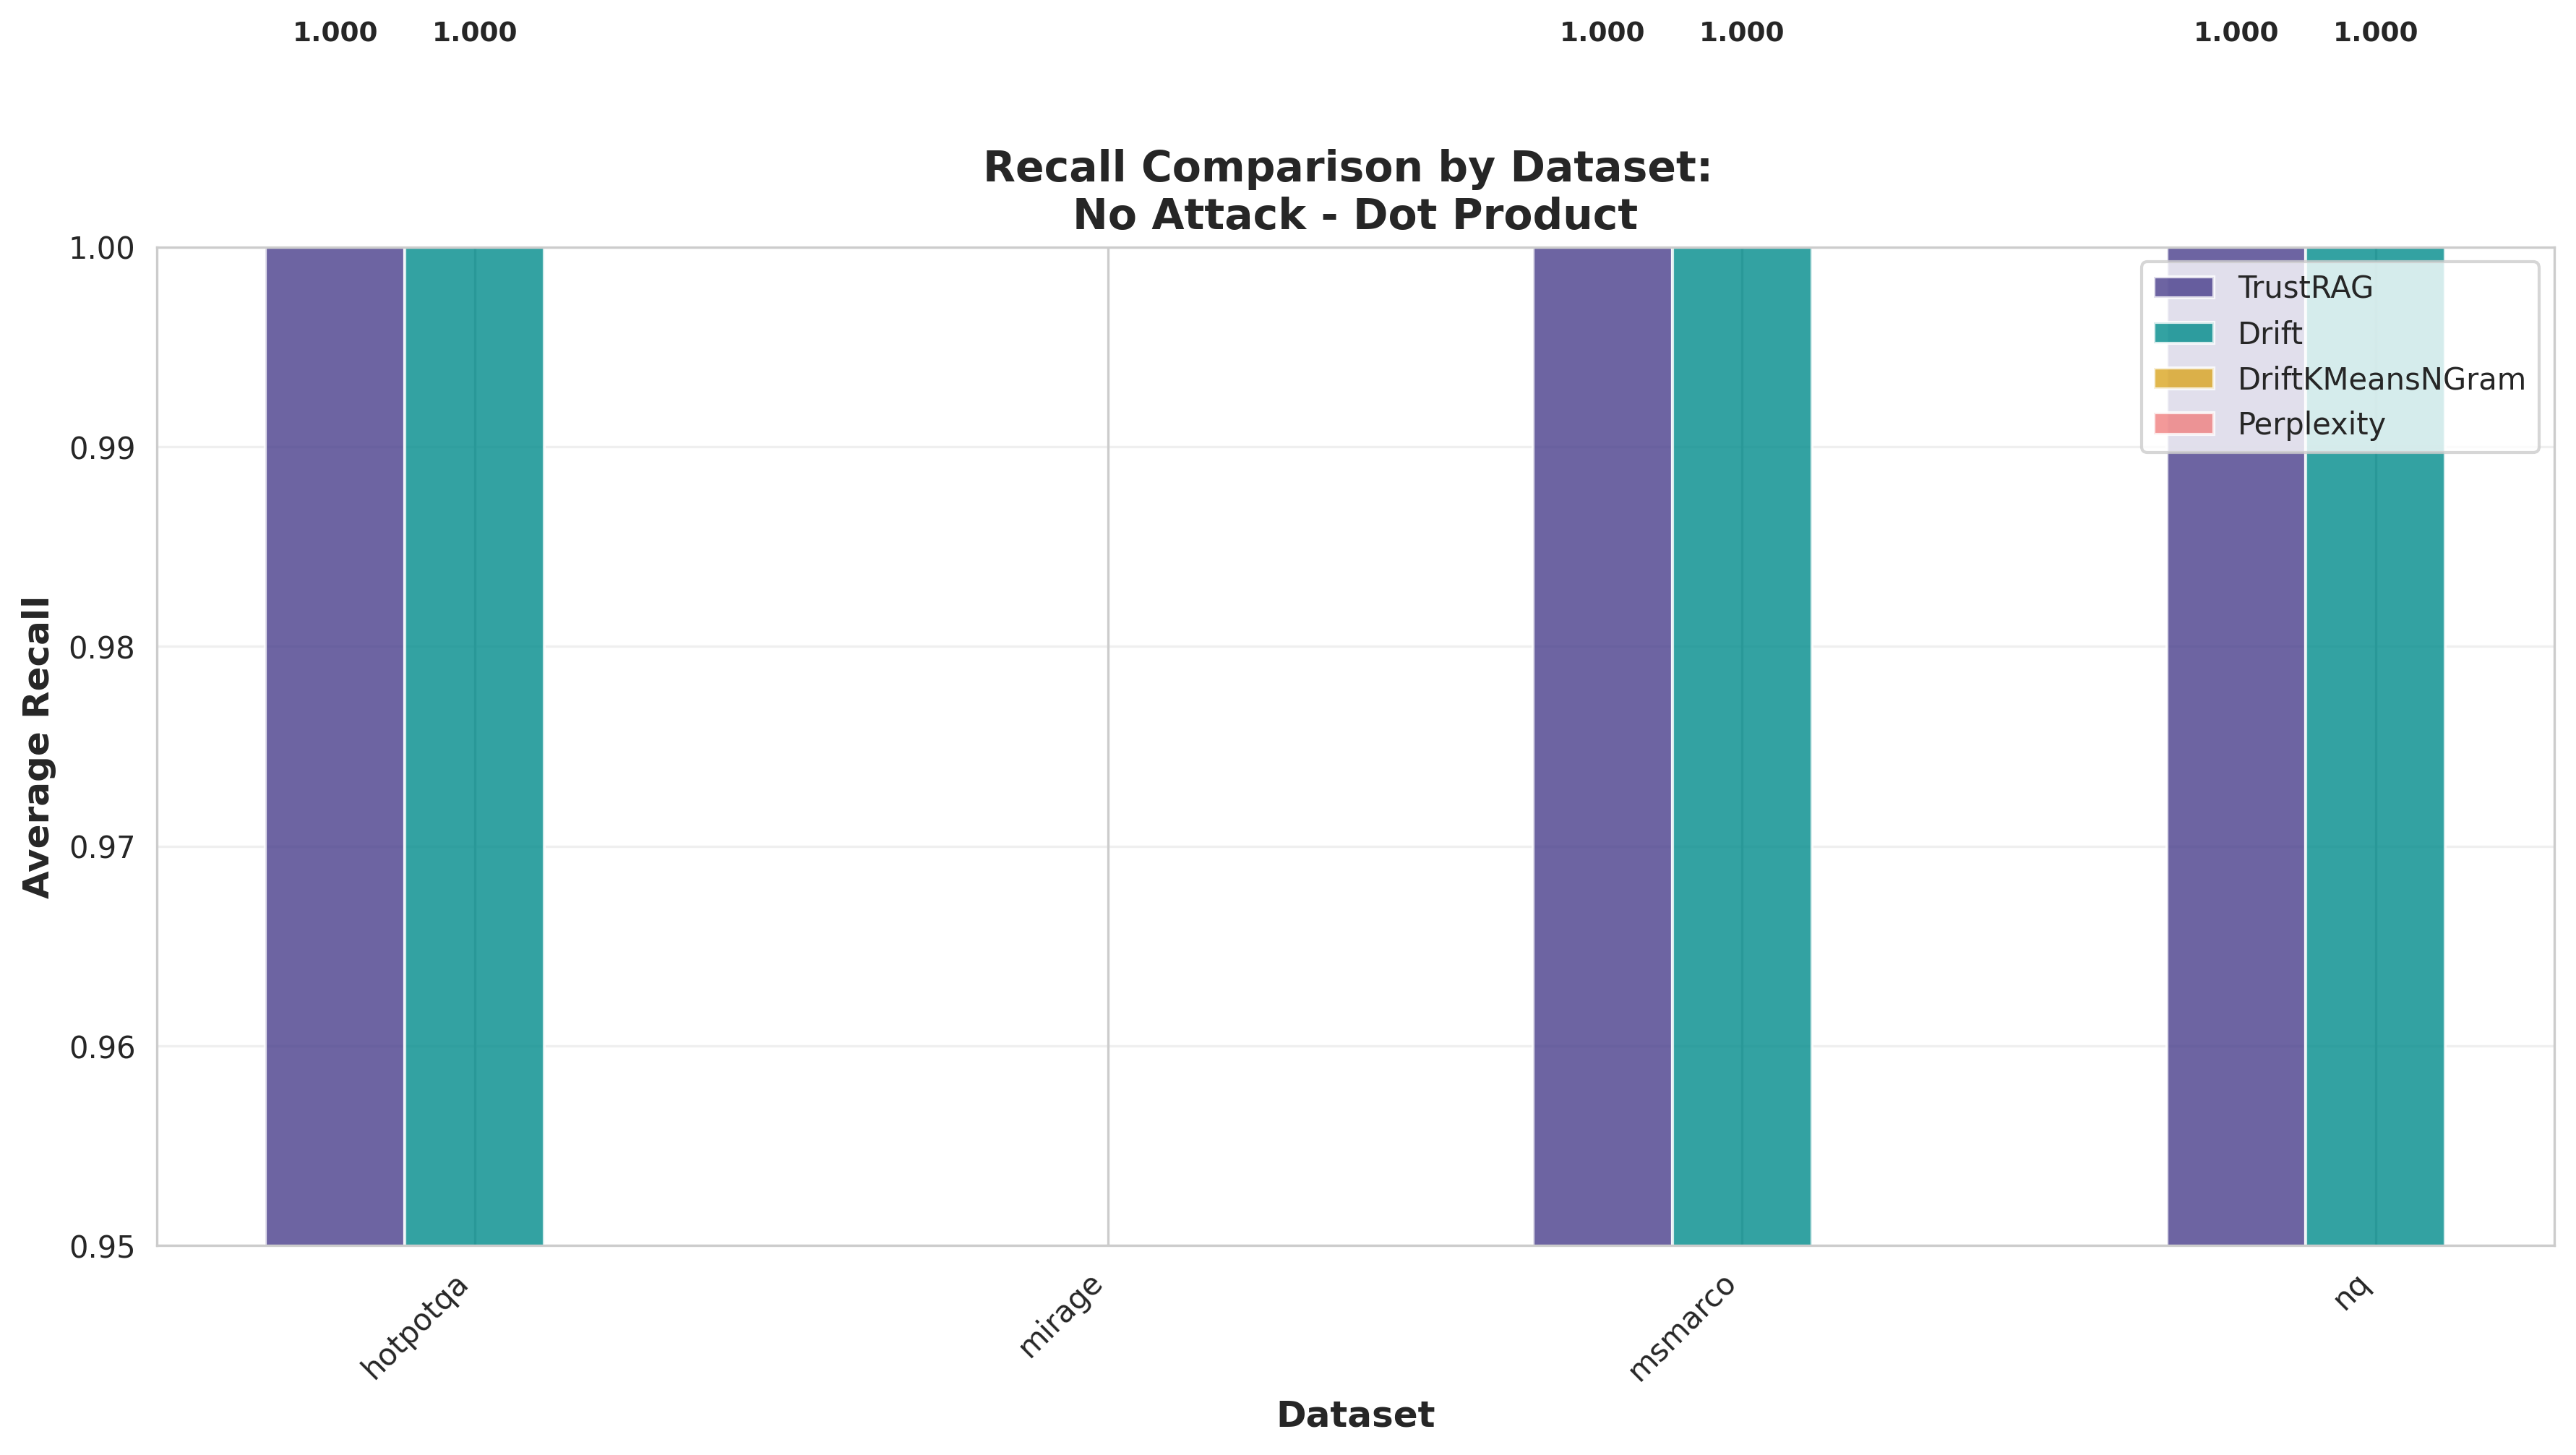 1.000 1.000 1.000 1.000 1.000 1.000
Recall Comparison by Dataset:
No Attack - Dot Product
1.00
0.99
0.98
0.97
0.96
0.95
Average Recall
TrustRAG
Drift
DriftKMeansNGram
Perplexity
hotpotqa
mirage
msmarco
nq
Dataset